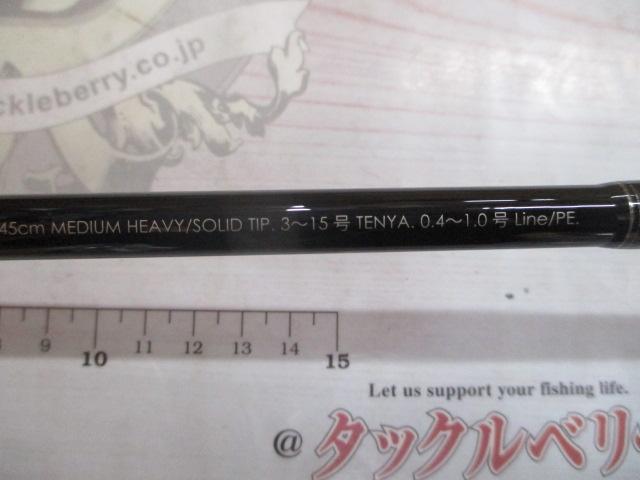 ckleberry.co.jp
45cm MEDIUM HEAVY/SOLID TIP. 3～15号 TENYA. 0.4～1.0号 Line/PE.
9 10 11 12 13 14 15
Let us support your fishing life.
@タックルベリ